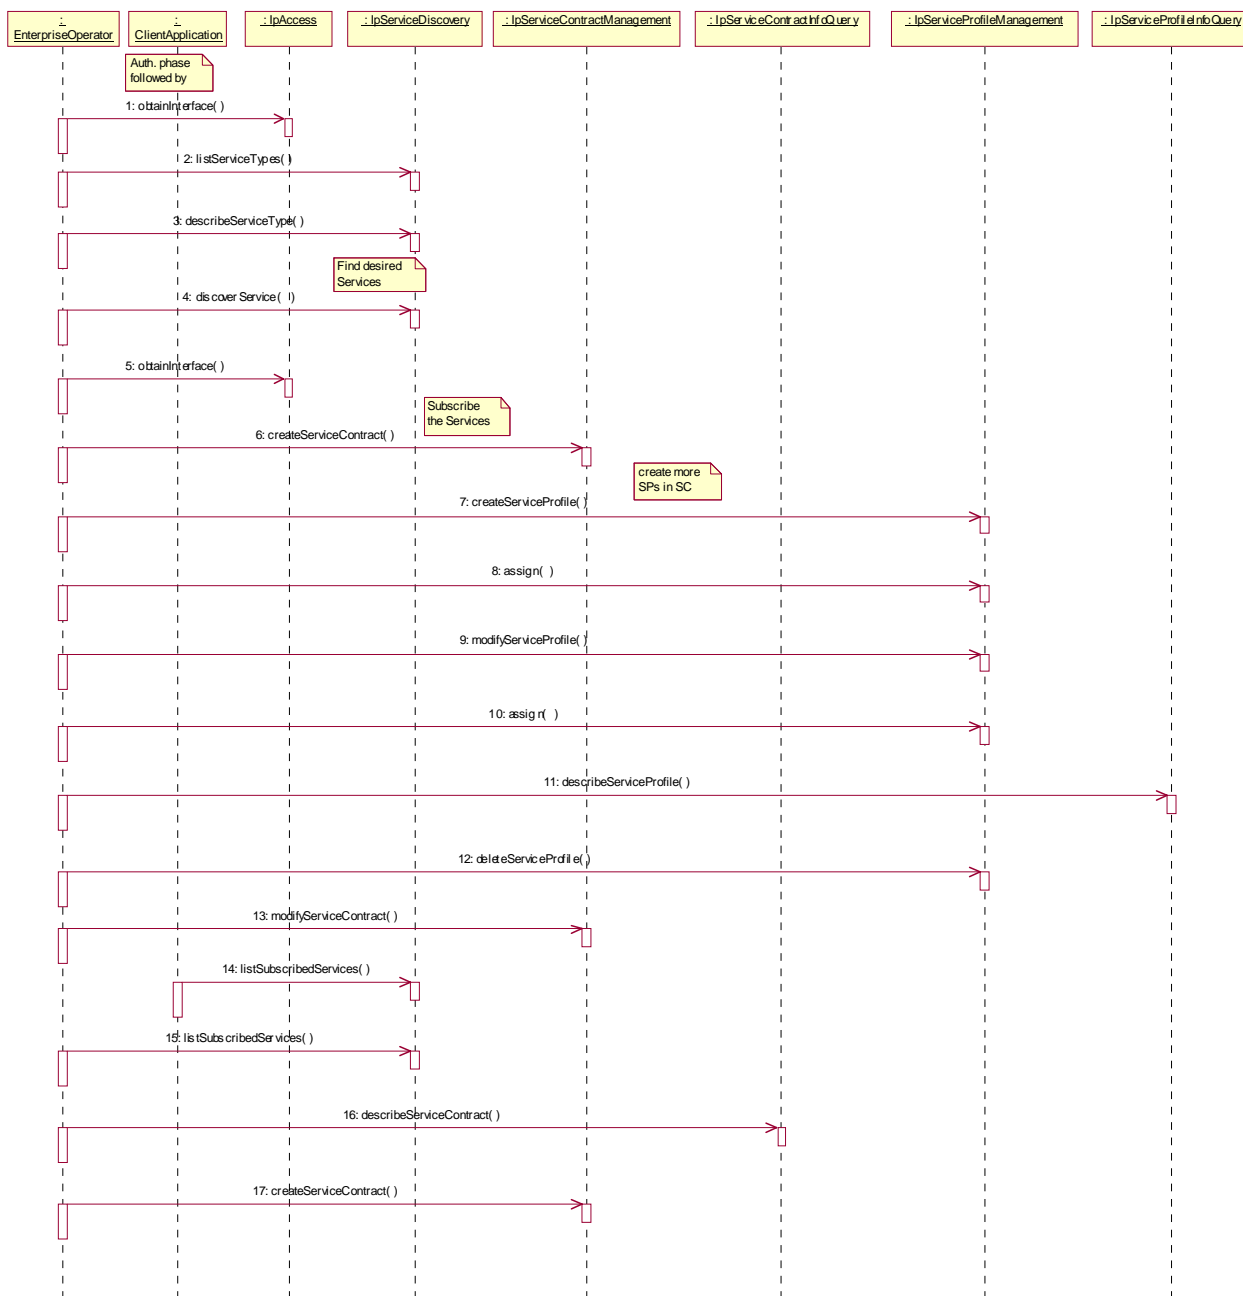 :
EnterpriseOperator
:
ClientApplication
: IpAccess
: IpServiceDiscovery
: IpServiceContractManagement
: IpServiceContractInfoQuery
: IpServiceProfileManagement
: IpServiceProfileInfoQuery
Auth. phase
followed by
1: obtainInterface( )
2: listServiceTypes( )
3: describeServiceType( )
Find desired
Services
4: discoverService( )
5: obtainInterface( )
Subscribe
the Services
6: createServiceContract( )
create more
SPs in SC
7: createServiceProfile( )
8: assign( )
9: modifyServiceProfile( )
10: assign( )
11: describeServiceProfile( )
12: deleteServiceProfile( )
13: modifyServiceContract( )
14: listSubscribedServices( )
15: listSubscribedServices( )
16: describeServiceContract( )
17: createServiceContract( )